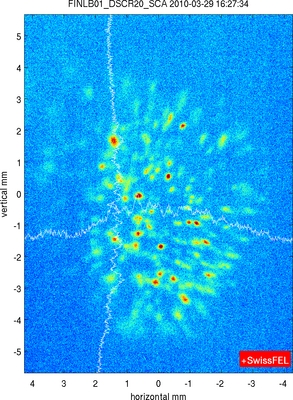 FINLB01_DSCR20_SCA 2010-03-29 16:27:34
5
4
3
2
1
0
-1
-2
-3
-4
-5
vertical mm
+SwissFEL
4 3 2 1 0 -1 -2 -3 -4
horizontal mm